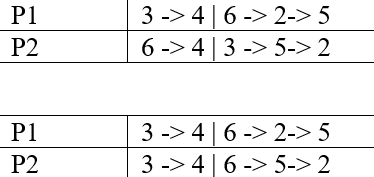 P1 3 -> 4 | 6 -> 2-> 5
P2 6 -> 4 | 3 -> 5-> 2
P1 3 -> 4 | 6 -> 2-> 5
P2 3 -> 4 | 6 -> 5-> 2